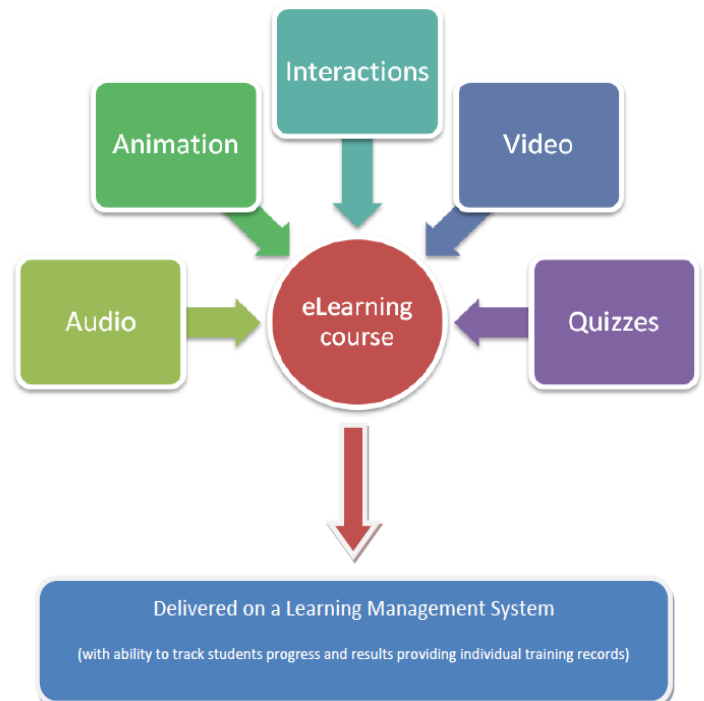 Interactions
Animation
Video
Audio
eLearning
course
Quizzes
Delivered on a Learning Management System
(with ability to track students progress and results providing individual training records)